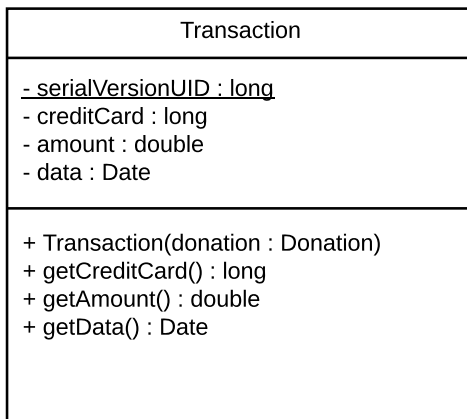 Transaction
- serialVersionUID : long
- creditCard : long
- amount : double
- data : Date
+ Transaction(donation : Donation)
+ getCreditCard() : long
+ getAmount() : double
+ getData() : Date